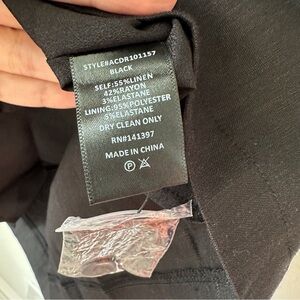 STYLE#ACDR101157
BLACK
SELF:55%LINEN
42%RAYON
3%ELASTANE
LINING:95%POLYESTER
5%ELASTANE
DRY CLEAN ONLY
RN#141397
MADE IN CHINA